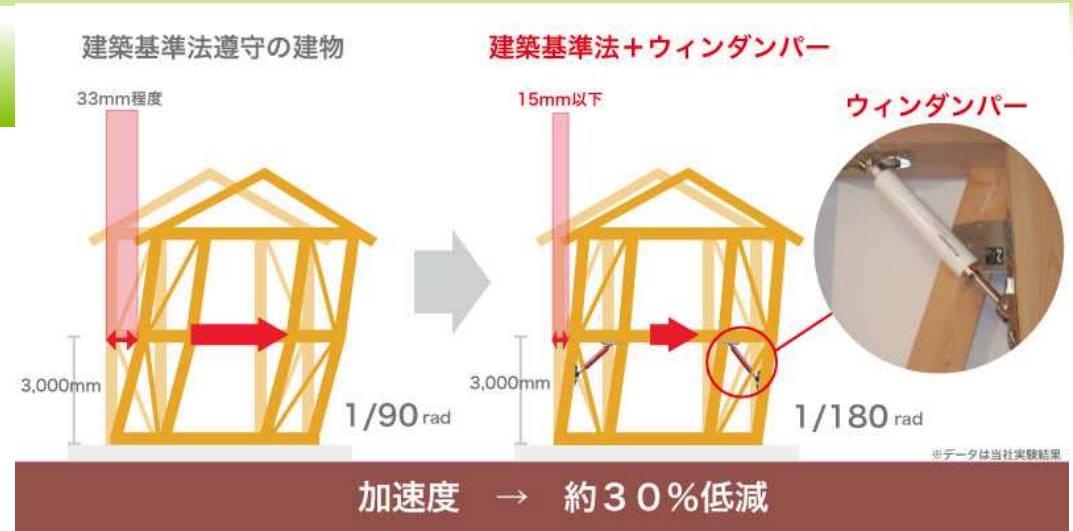 建築基準法遵守の建物
33mm程度
3,000mm
1/90 rad
建築基準法+ウィンダンパー
15mm以下
3,000mm
1/180 rad
ウィンダンパー
※データは当社実験結果
加速度 → 約30%低減